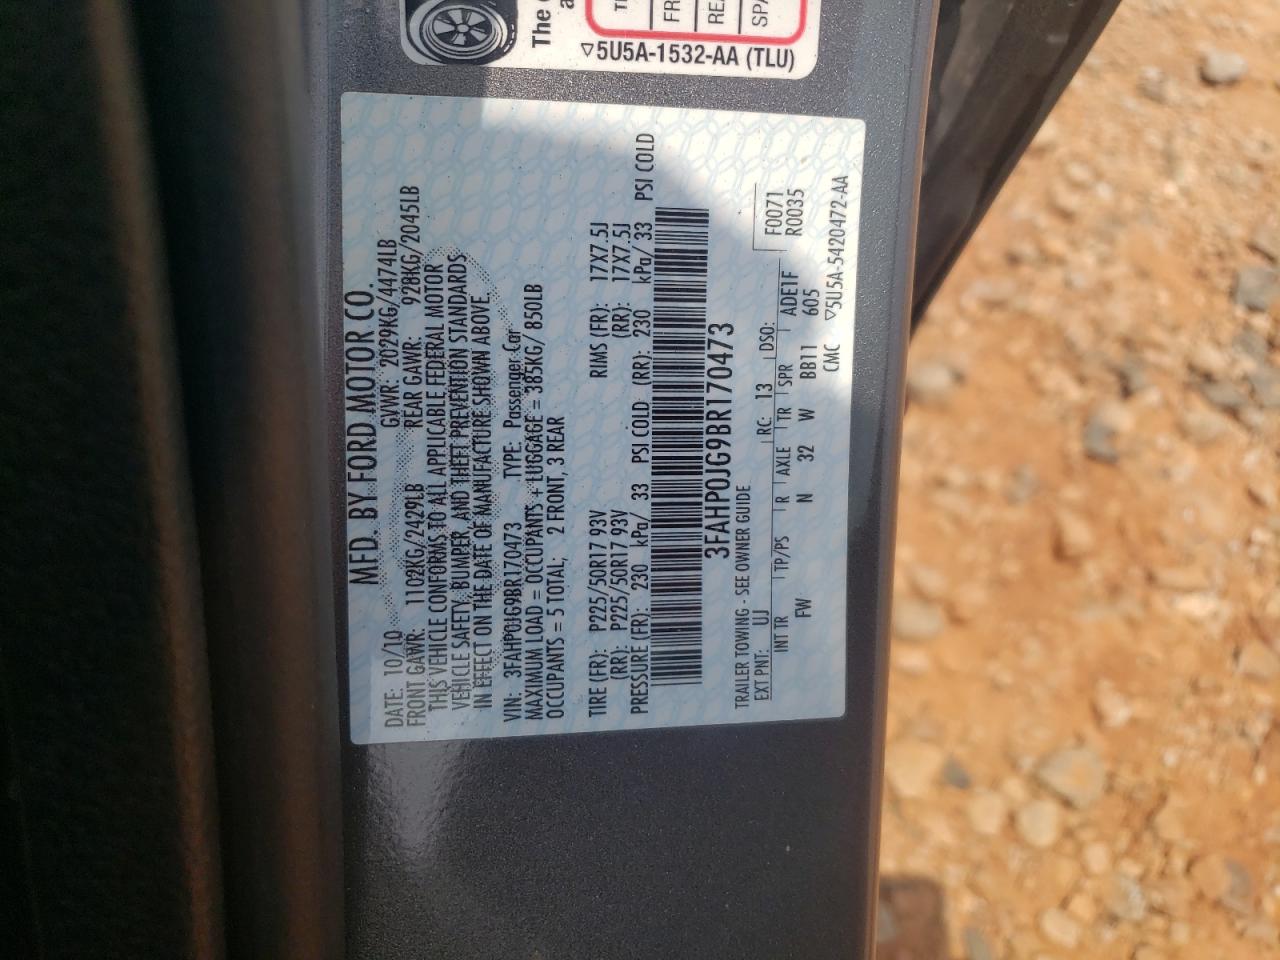 The
a
TI
FR
REA
SPA
▽5U5A-1532-AA (TLU)
MFD. BY FORD MOTOR CO.
DATE: 10/10 GVWR: 2029KG/4474LB
FRONT GAWR: 1102KG/2429LB REAR GAWR: 928KG/2045LB
THIS VEHICLE CONFORMS TO ALL APPLICABLE FEDERAL MOTOR
VEHICLE SAFETY, BUMPER, AND THEFT PREVENTION STANDARDS
IN EFFECT ON THE DATE OF MANUFACTURE SHOWN ABOVE.
VIN: 3FAHP0JG9BR170473 TYPE: Passenger Car
MAXIMUM LOAD = OCCUPANTS + LUGGAGE = 385KG/ 850LB
OCCUPANTS = 5 TOTAL, 2 FRONT, 3 REAR
TIRE (FR): P225/50R17 93V RIMS (FR): 17X7.5J
(RR): P225/50R17 93V (RR): 17X7.5J
PRESSURE (FR): 230 kPa/ 33 PSI COLD (RR): 230 kPa/ 33 PSI COLD
3FAHP0JG9BR170473
TRAILER TOWING - SEE OWNER GUIDE
F0071
EXT PNT: UJ RC: 13 DSO: R0035
INT TR TP/PS R AXLE TR SPR ADE1F
FW N 32 W BB11 605
CMC ▽5U5A-5420472-AA